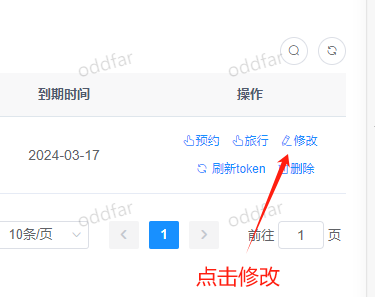 oddfar oddfar
到期时间 操作
预约 旅行 修改
2024-03-17
刷新token 删除
oddfar oddfar
10条/页 1 前往 1 页
点击修改